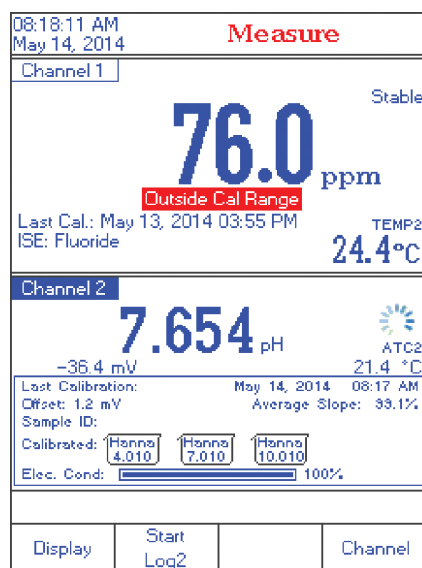 08:18:11 AM
May 14, 2014
Measure
Channel 1
Stable
76.0 ppm
Outside Cal Range
Last Cal.: May 13, 2014 03:55 PM
ISE: Fluoride
TEMP2
24.4°C
Channel 2
7.654 pH
ATC2
-36.4 mV
21.4 °C
Last Calibration: May 14, 2014 08:17 AM
Offset: 1.2 mV Average Slope: 99.1%
Sample ID:
Calibrated: Hanna 4.010 Hanna 7.010 Hanna 10.010
Elec. Cond: 100%
Display
Start Log2
Channel